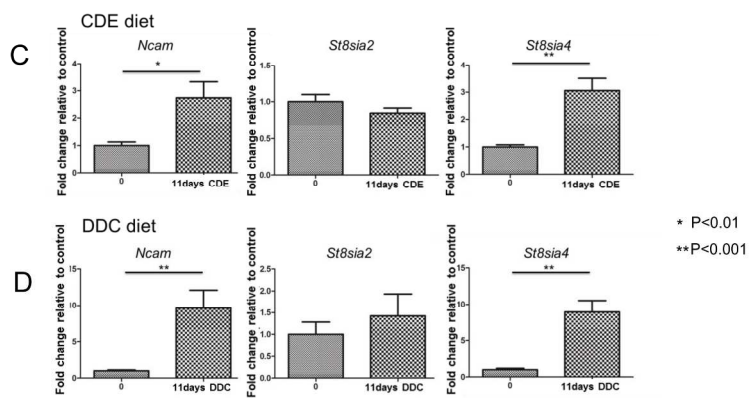 CDE diet
C
Ncam
St8sia2
St8sia4
Fold change relative to control
4
3
2
1
0
*
0
11days CDE
Fold change relative to control
1.5
1.0
0.5
0.0
0
11days CDE
Fold change relative to control
4
3
2
1
0
**
0
11days CDE
DDC diet
D
Ncam
St8sia2
St8sia4
Fold change relative to control
15
10
5
0
**
0
11days DDC
Fold change relative to control
2.5
2.0
1.5
1.0
0.5
0.0
0
11days DDC
Fold change relative to control
15
10
5
0
**
0
11days DDC
* P<0.01
**P<0.001